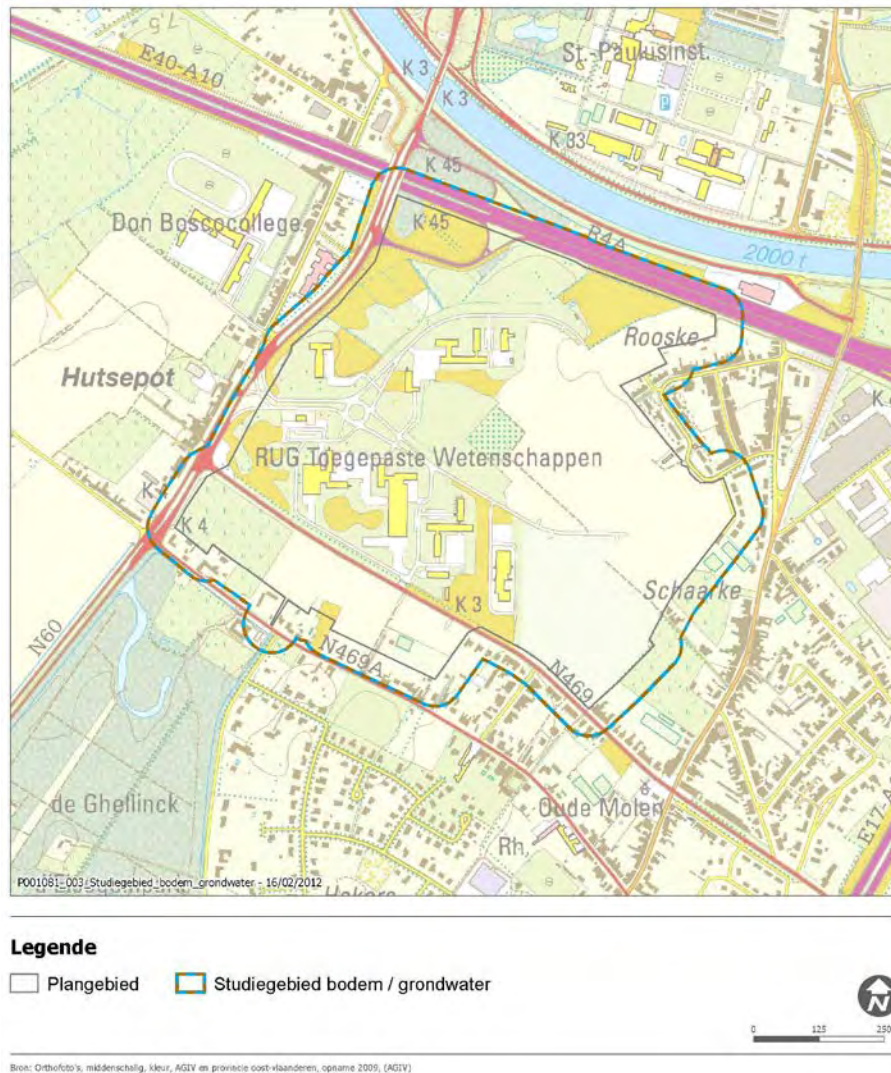 E40-A10
K 3
K 3
St.-Paulusinst.
P
K 33
K 45
K 45
Don Boscocollege
R4A
2000 t
Rooske
Hutsepot
RUG Toegepaste Wetenschappen
K 4
Schaarke
K 3
N60
N469A
N469
de Ghellinck
Oude Molen
Rh.
E17-A
P001081_003_Studiegebied_bodem_grondwater - 16/02/2012
Legende
Plangebied
Studiegebied bodem / grondwater
N
0 125 250
Bron: Orthofoto's, middenschalig, kleur, AGIV en provincie oost-vlaanderen, opname 2009, (AGIV)